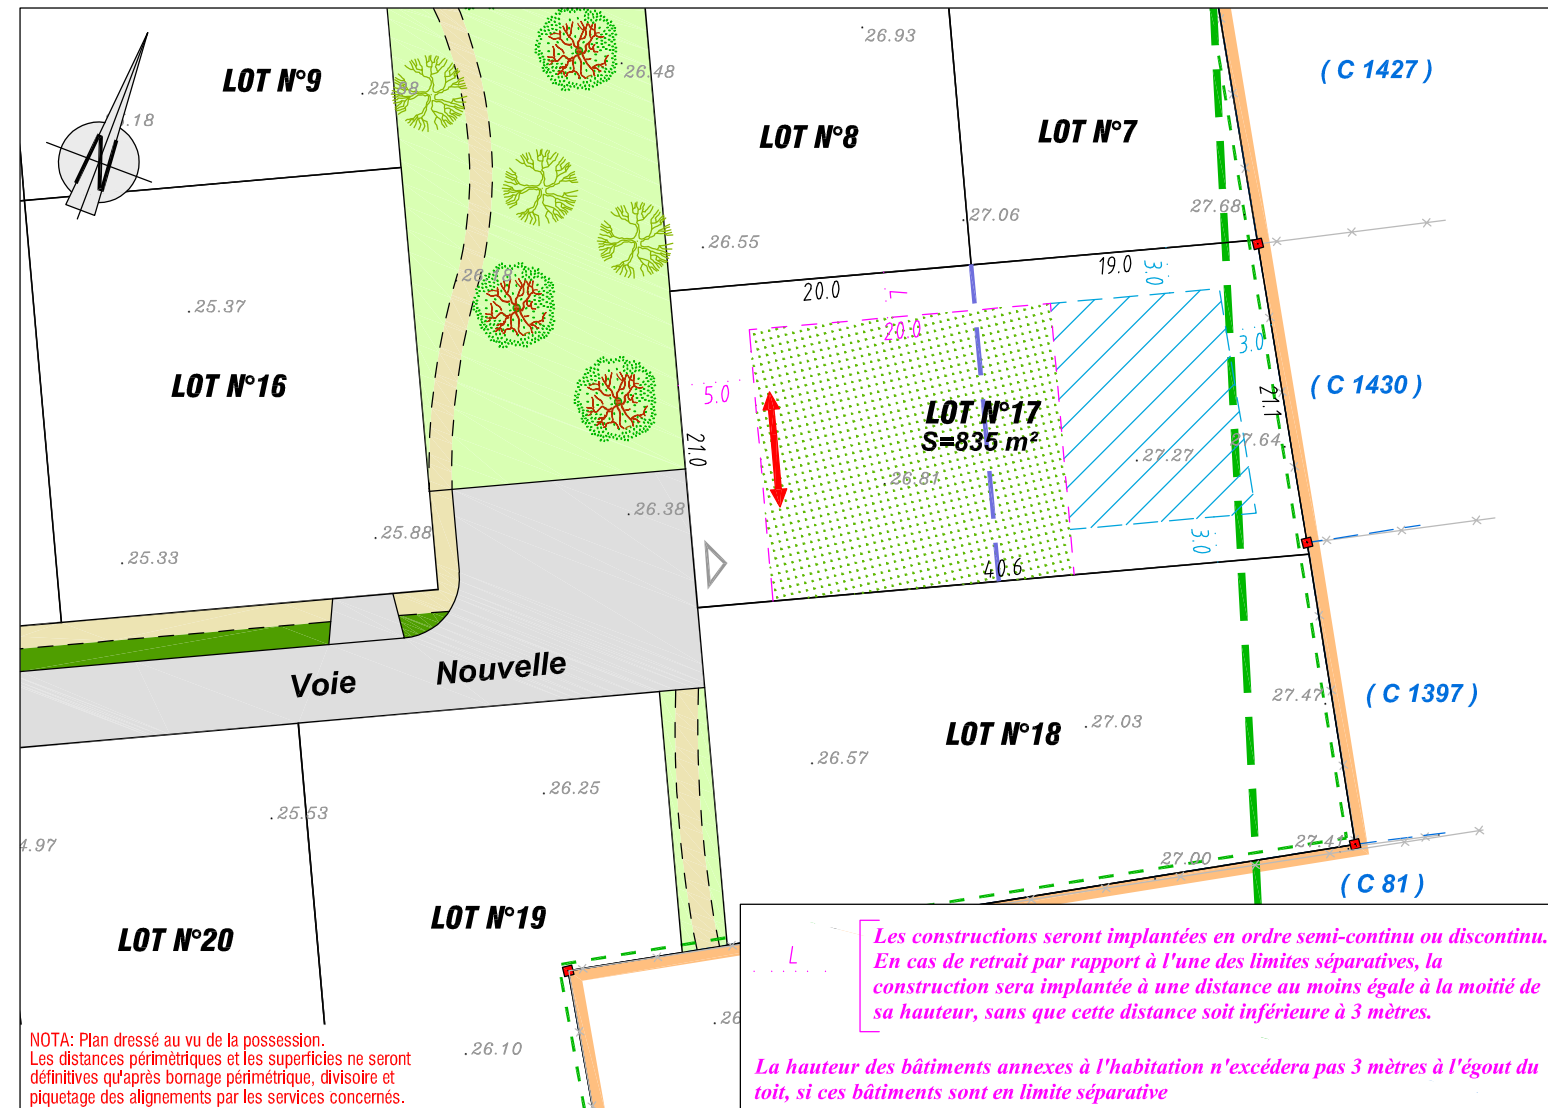 LOT N°9
.25.88
.18
N
26.48
.26.93
( C 1427 )
LOT N°8
LOT N°7
.26.55
.27.06
27.68
26.18
.25.37
20.0
L
20.0
19.0
3.0
3.0
LOT N°16
5.0
( C 1430 )
LOT N°17
S=835 m²
21.0
21.1
27.64
.27.27
.26.81
.26.38
.25.88
.25.33
3.0
40.6
Voie Nouvelle
27.47
( C 1397 )
LOT N°18
.27.03
.26.57
.26.25
.25.53
4.97
27.41
27.00
( C 81 )
LOT N°19
LOT N°20
.26
.26.10
L
Les constructions seront implantées en ordre semi-continu ou discontinu.
En cas de retrait par rapport à l'une des limites séparatives, la
construction sera implantée à une distance au moins égale à la moitié de
sa hauteur, sans que cette distance soit inférieure à 3 mètres.
La hauteur des bâtiments annexes à l'habitation n'excédera pas 3 mètres à l'égout du
toit, si ces bâtiments sont en limite séparative
NOTA: Plan dressé au vu de la possession.
Les distances périmètriques et les superficies ne seront
définitives qu'après bornage périmétrique, divisoire et
piquetage des alignements par les services concernés.